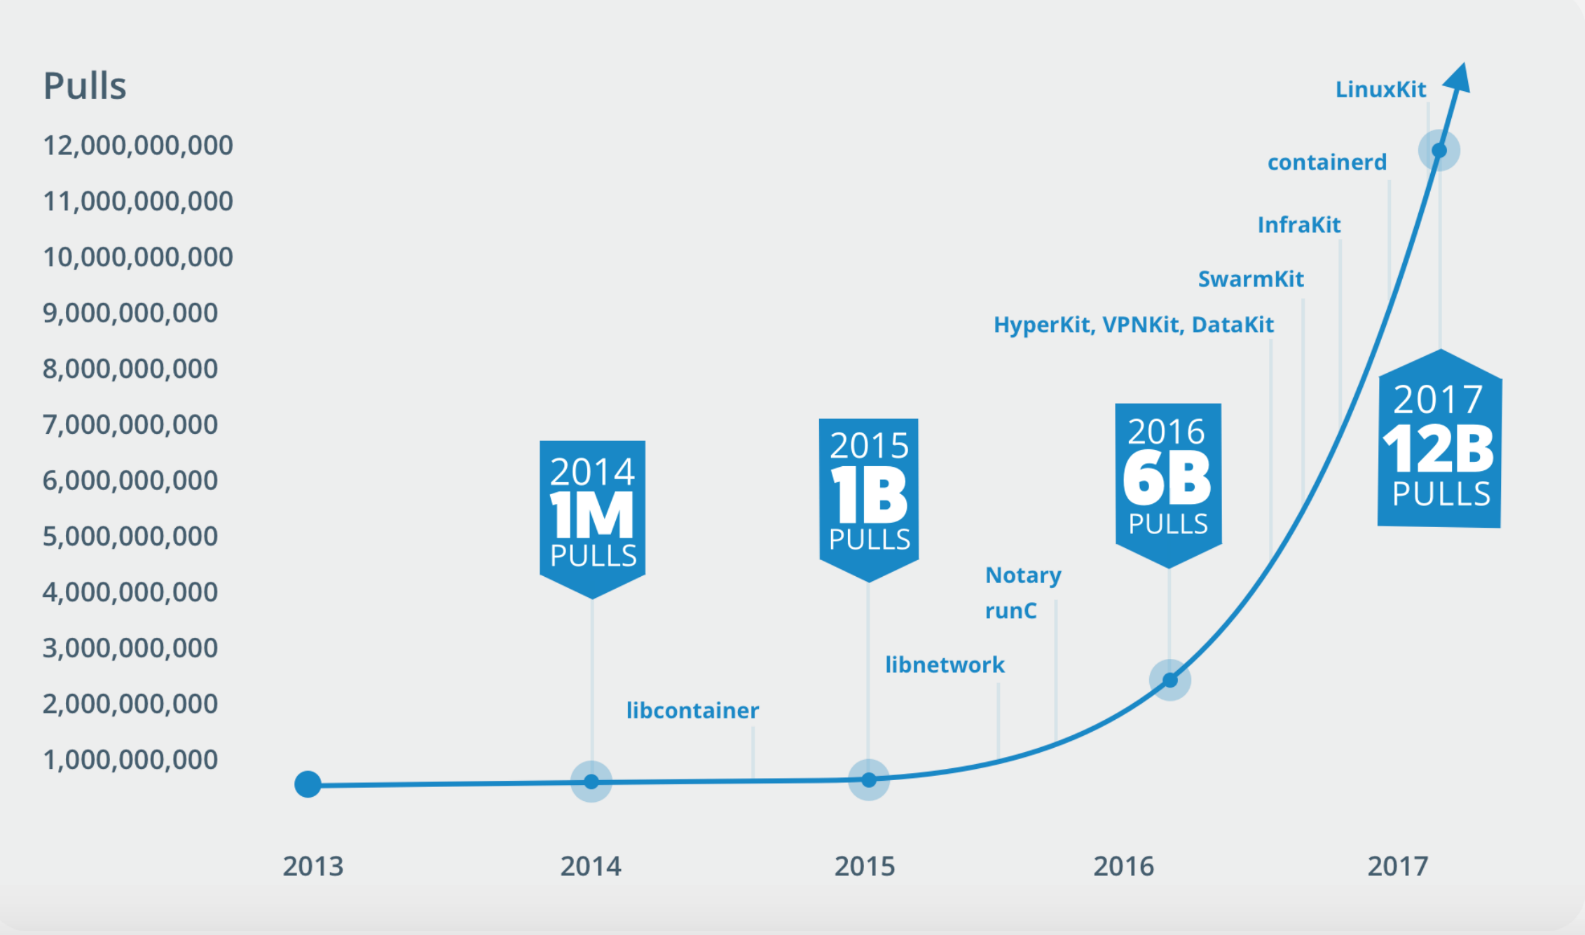 Pulls
12,000,000,000
11,000,000,000
10,000,000,000
9,000,000,000
8,000,000,000
7,000,000,000
6,000,000,000
5,000,000,000
4,000,000,000
3,000,000,000
2,000,000,000
1,000,000,000
2014
1M
PULLS
libcontainer
2015
1B
PULLS
libnetwork
Notary
runC
2016
6B
PULLS
HyperKit, VPNKit, DataKit
SwarmKit
InfraKit
containerd
LinuxKit
2017
12B
PULLS
2013
2014
2015
2016
2017